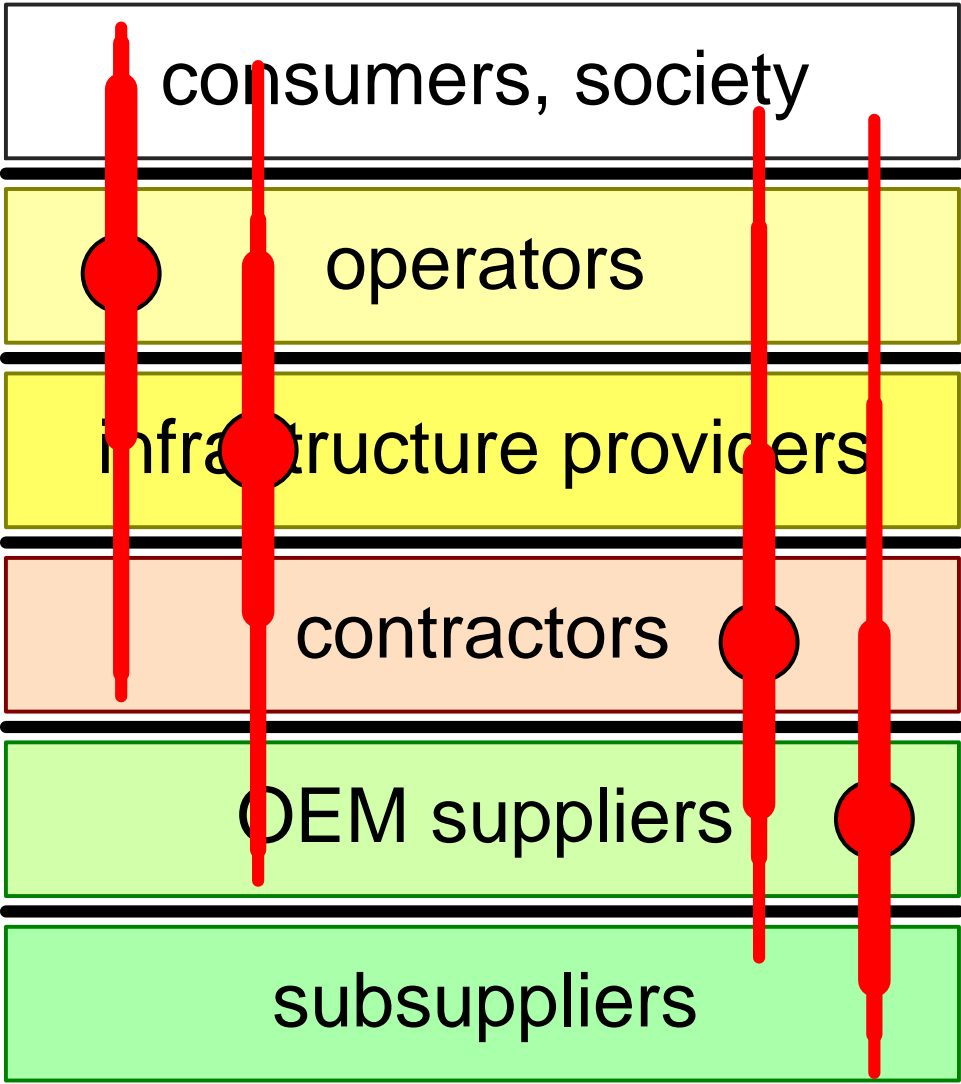 consumers, society
operators
infrastructure providers
contractors
OEM suppliers
subsuppliers